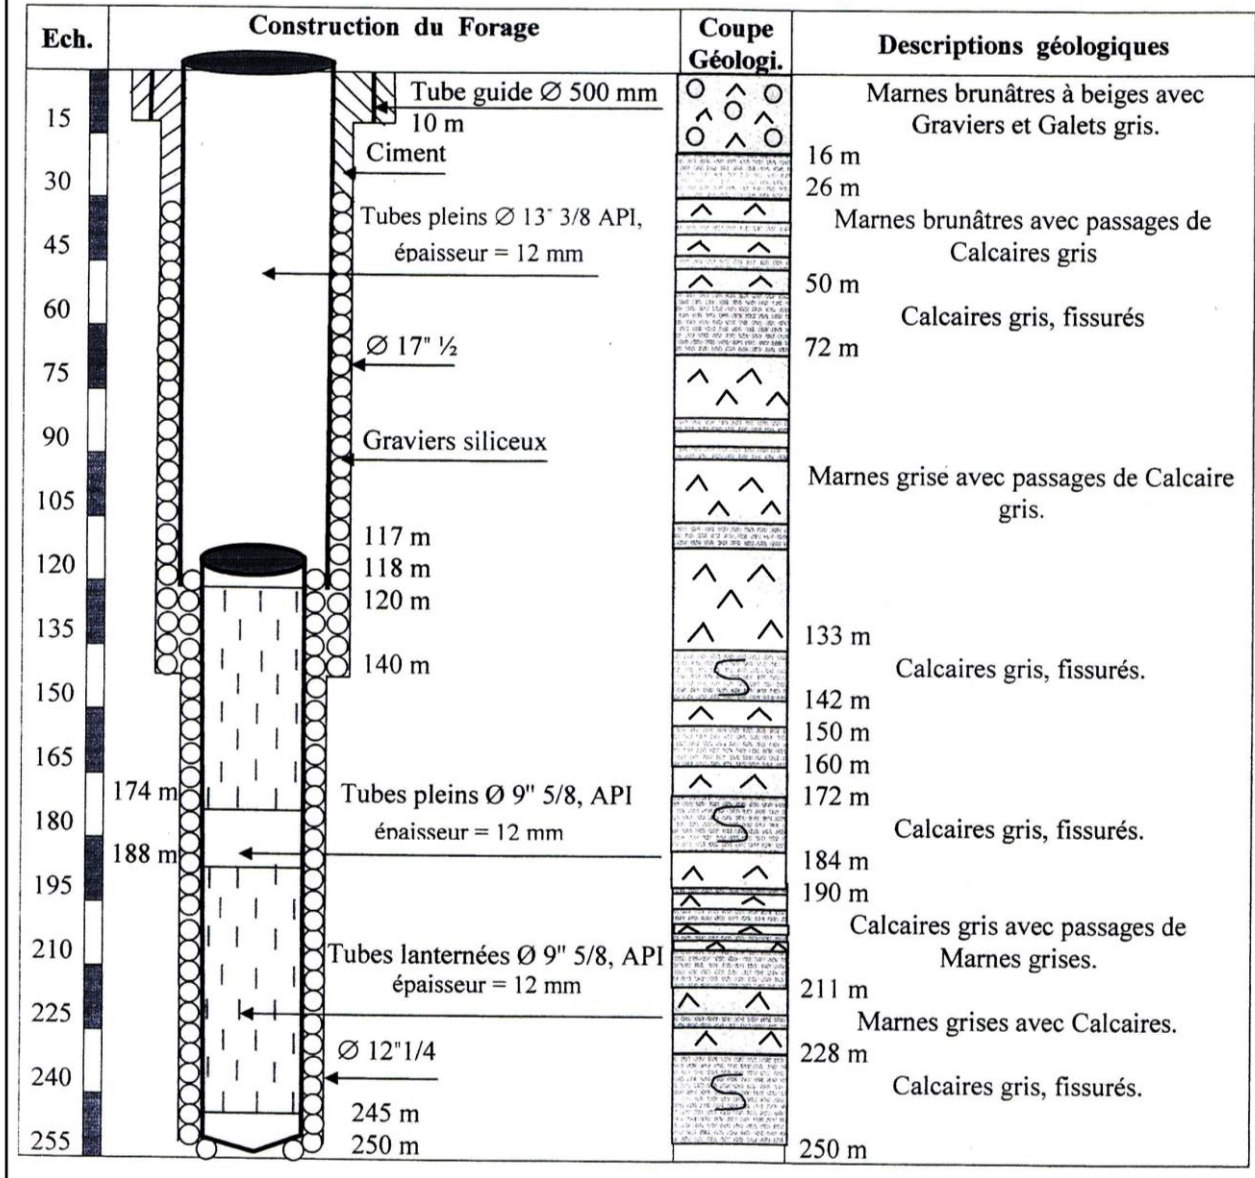 Ech.
Construction du Forage
Coupe
Géologi.
Descriptions géologiques
15
30
45
60
75
90
105
120
135
150
165
180
195
210
225
240
255
Tube guide Ø 500 mm
10 m
Ciment
Tubes pleins Ø 13" 3/8 API,
épaisseur = 12 mm
Ø 17" ½
Graviers siliceux
117 m
118 m
120 m
140 m
174 m
Tubes pleins Ø 9" 5/8, API
énaisseur = 12 mm
188 m
Tubes lanternées Ø 9" 5/8, API
épaisseur = 12 mm
Ø 12"1/4
245 m
250 m
Marnes brunâtres à beiges avec
Graviers et Galets gris.
16 m
26 m
Marnes brunâtres avec passages de
Calcaires gris
50 m
Calcaires gris, fissurés
72 m
Marnes grise avec passages de Calcaire
gris.
133 m
Calcaires gris, fissurés.
142 m
150 m
160 m
172 m
Calcaires gris, fissurés.
184 m
190 m
Calcaires gris avec passages de
Marnes grises.
211 m
Marnes grises avec Calcaires.
228 m
Calcaires gris, fissurés.
250 m